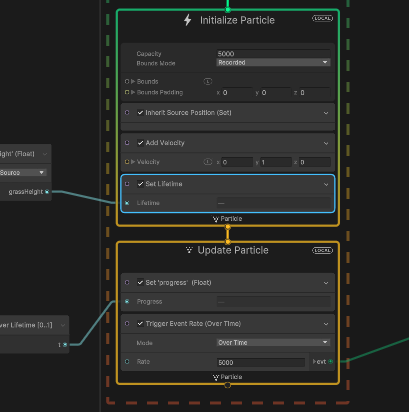 Initialize Particle
LOCAL
Capacity 5000
Bounds Mode Recorded
Bounds L
Bounds Padding x 0 y 0 z 0
Inherit Source Position (Set)
Add Velocity
Velocity L x 0 y 1 z 0
ight' (Float)
Source
grassHeight
Set Lifetime
Lifetime —
Particle
Update Particle
LOCAL
Set 'progress' (Float)
Progress —
ver Lifetime [0..1]
t
Trigger Event Rate (Over Time)
Mode Over Time
Rate 5000
evt
Particle